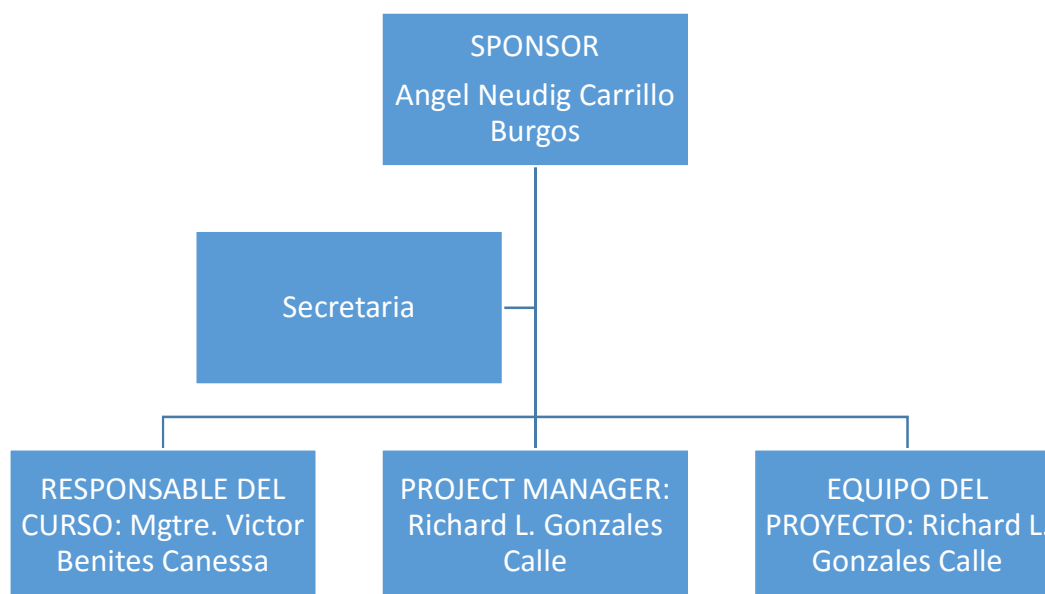 SPONSOR
Angel Neudig Carrillo
Burgos
Secretaria
RESPONSABLE DEL
CURSO: Mgtre. Victor
Benites Canessa
PROJECT MANAGER:
Richard L. Gonzales
Calle
EQUIPO DEL
PROYECTO: Richard L.
Gonzales Calle